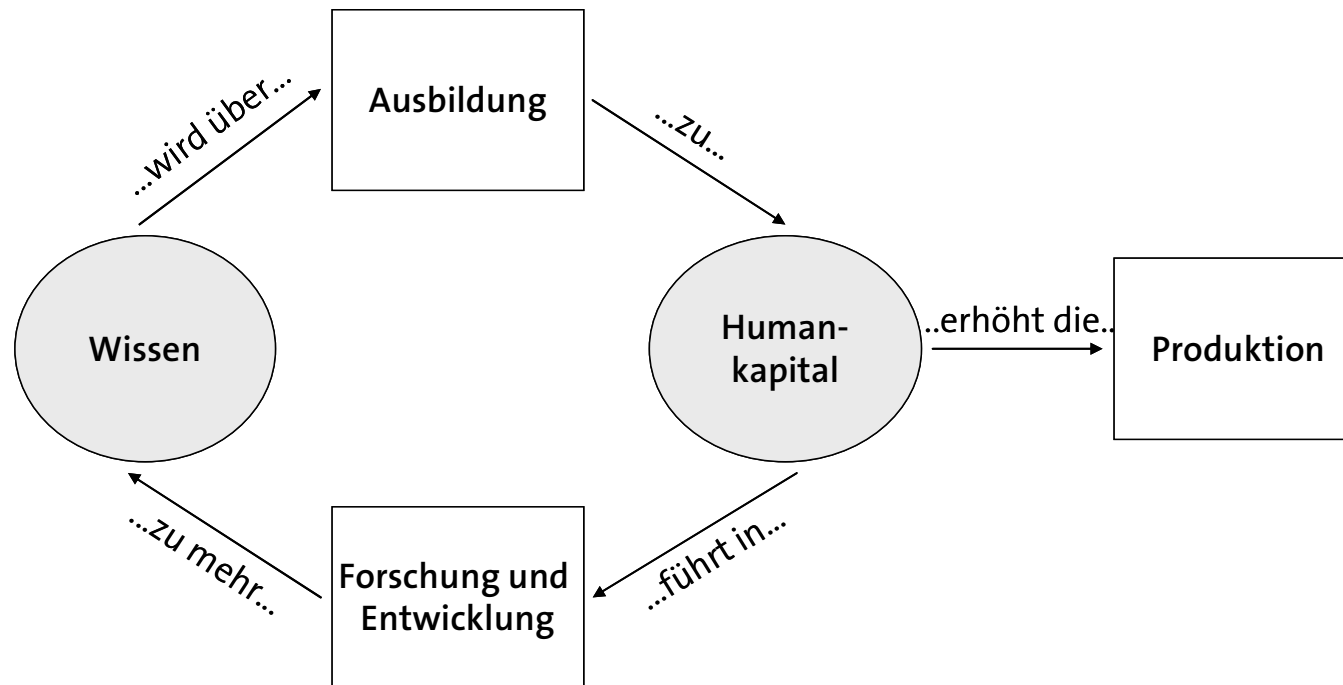 ...wird über...
Ausbildung
...zu...
Wissen
Human-
kapital
..erhöht die..
Produktion
...führt in...
Forschung und
Entwicklung
...zu mehr...